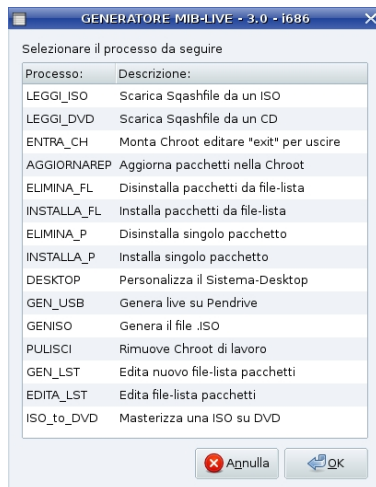 GENERATORE MIB-LIVE - 3.0 - i686
Selezionare il processo da seguire
Processo: Descrizione:
LEGGI_ISO Scarica Sqashfile da un ISO
LEGGI_DVD Scarica Sqashfile da un CD
ENTRA_CH Monta Chroot editare "exit" per uscire
AGGIORNAREP Aggiorna pacchetti nella Chroot
ELIMINA_FL Disinstalla pacchetti da file-lista
INSTALLA_FL Installa pacchetti da file-lista
ELIMINA_P Disinstalla singolo pacchetto
INSTALLA_P Installa singolo pacchetto
DESKTOP Personalizza il Sistema-Desktop
GEN_USB Genera live su Pendrive
GENISO Genera il file .ISO
PULISCI Rimuove Chroot di lavoro
GEN_LST Edita nuovo file-lista pacchetti
EDITA_LST Edita file-lista pacchetti
ISO_to_DVD Masterizza una ISO su DVD
Annulla OK